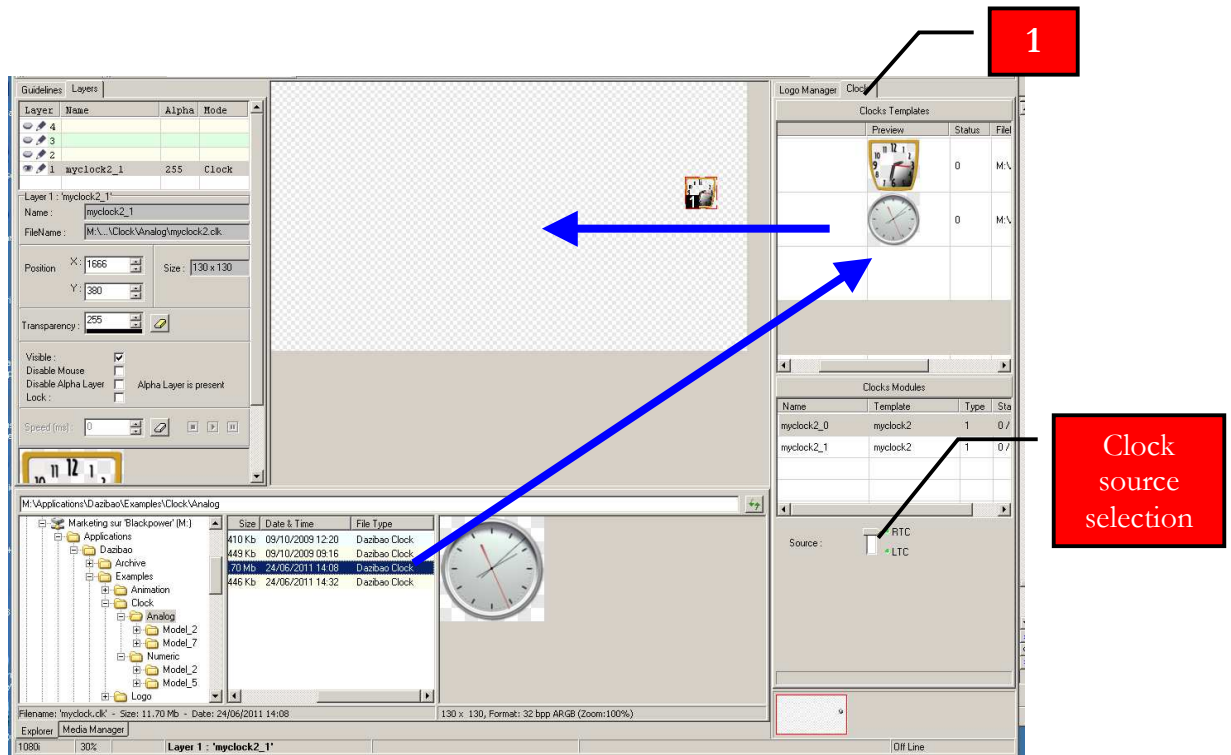 1
Guidelines Layers
Layer Name Alpha Mode
4
3
2
1 myclock2_1 255 Clock
Layer 1 : 'myclock2_1'
Name : myclock2_1
FileName : M:\...\Clock\Analog\myclock2.clk
Position X : 1666 Size : 130 x 130
Y : 380
Transparency : 255
Visible :
Disable Mouse
Disable Alpha Layer Alpha Layer is present
Lock :
Speed (ms) : 0
Logo Manager
Clocks Templates
Preview Status
0
0
Clocks Modules
Name Template Type Sta
myclock2_0 myclock2 1 0 /
myclock2_1 myclock2 1 0 /
Source : RTC
LTC
Clock
source
selection
M:\Applications\Dazibao\Examples\Clock\Analog
Marketing sur 'Blackpower' (M:)
Applications
Dazibao
Archive
Examples
Animation
Clock
Analog
Model_2
Model_7
Numeric
Model_2
Model_5
Logo
Size Date & Time File Type
410 Kb 09/10/2009 12:20 Dazibao Clock
449 Kb 09/10/2009 09:16 Dazibao Clock
70 Mb 24/06/2011 14:08 Dazibao Clock
446 Kb 24/06/2011 14:32 Dazibao Clock
Filename: 'myclock.clk' - Size: 11.70 Mb - Date: 24/06/2011 14:08
130 x 130, Format: 32 bpp ARGB (Zoom:100%)
Explorer Media Manager
1080i 30% Layer 1 : 'myclock2_1' Off Line